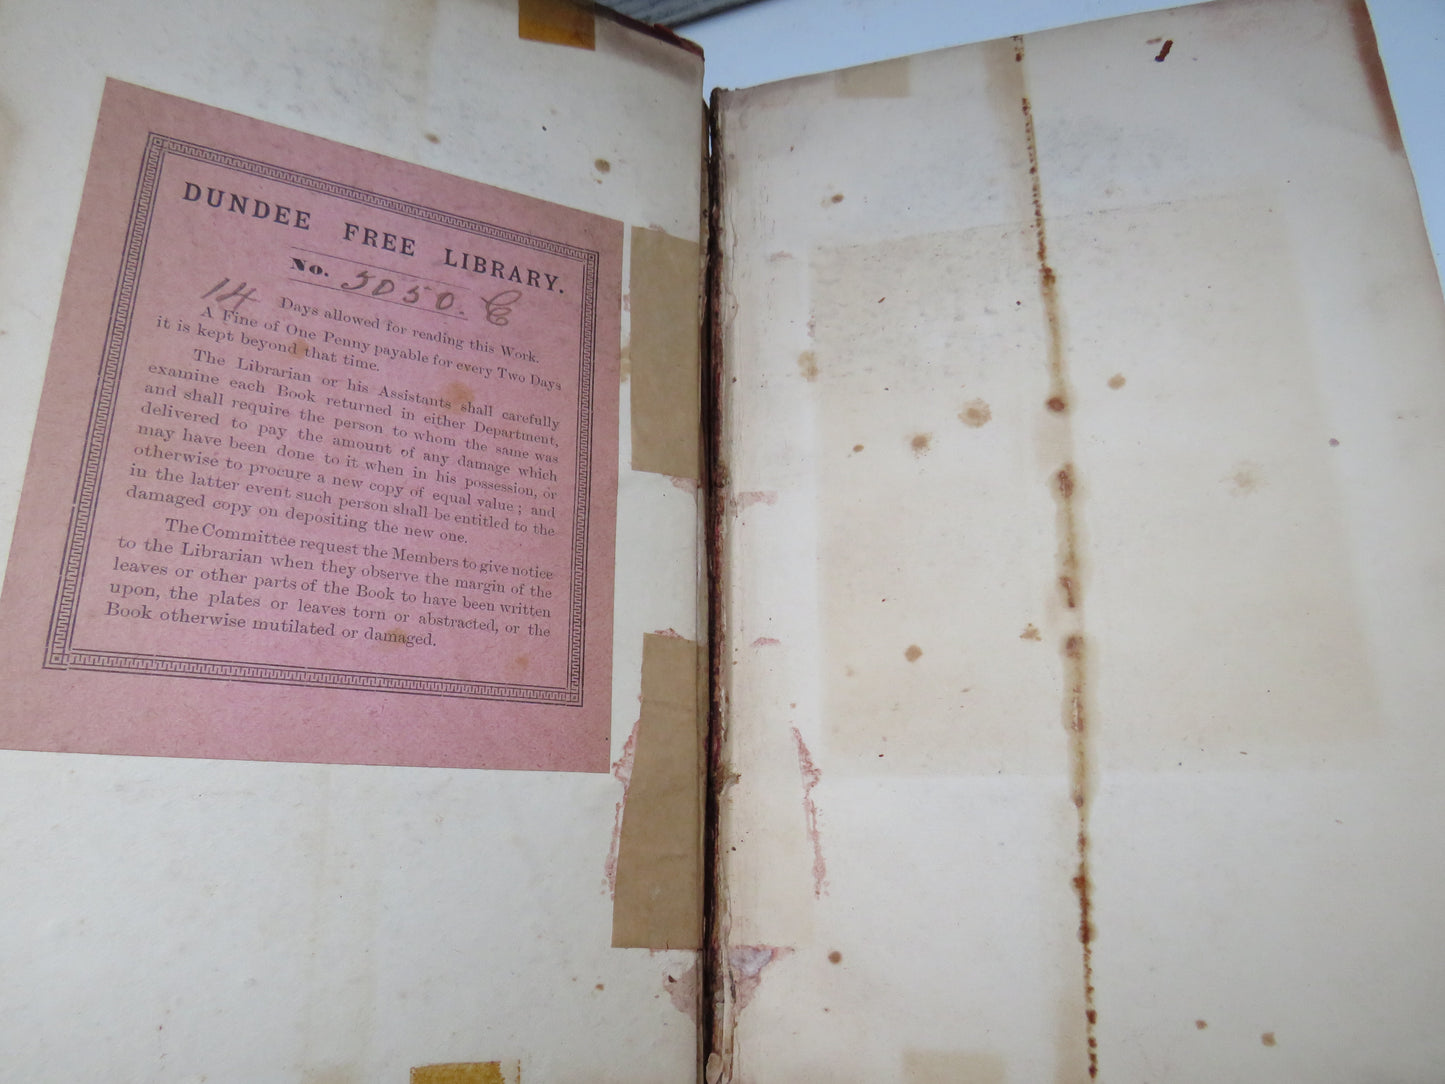 DUNDEE FREE LIBRARY.
No. 5050. C
14 Days allowed for reading this Work.
A Fine of One Penny payable for every Two Days
it is kept beyond that time.
The Librarian or his Assistants shall carefully
examine each Book returned in either Department,
and shall require the person to whom the same was
delivered to pay the amount of any damage which
may have been done to it when in his possession, or
otherwise to procure a new copy of equal value; and
in the latter event such person shall be entitled to the
damaged copy on depositing the new one.
The Committee request the Members to give notice
to the Librarian when they observe the margin of the
leaves or other parts of the Book to have been written
upon, the plates or leaves torn or abstracted, or the
Book otherwise mutilated or damaged.